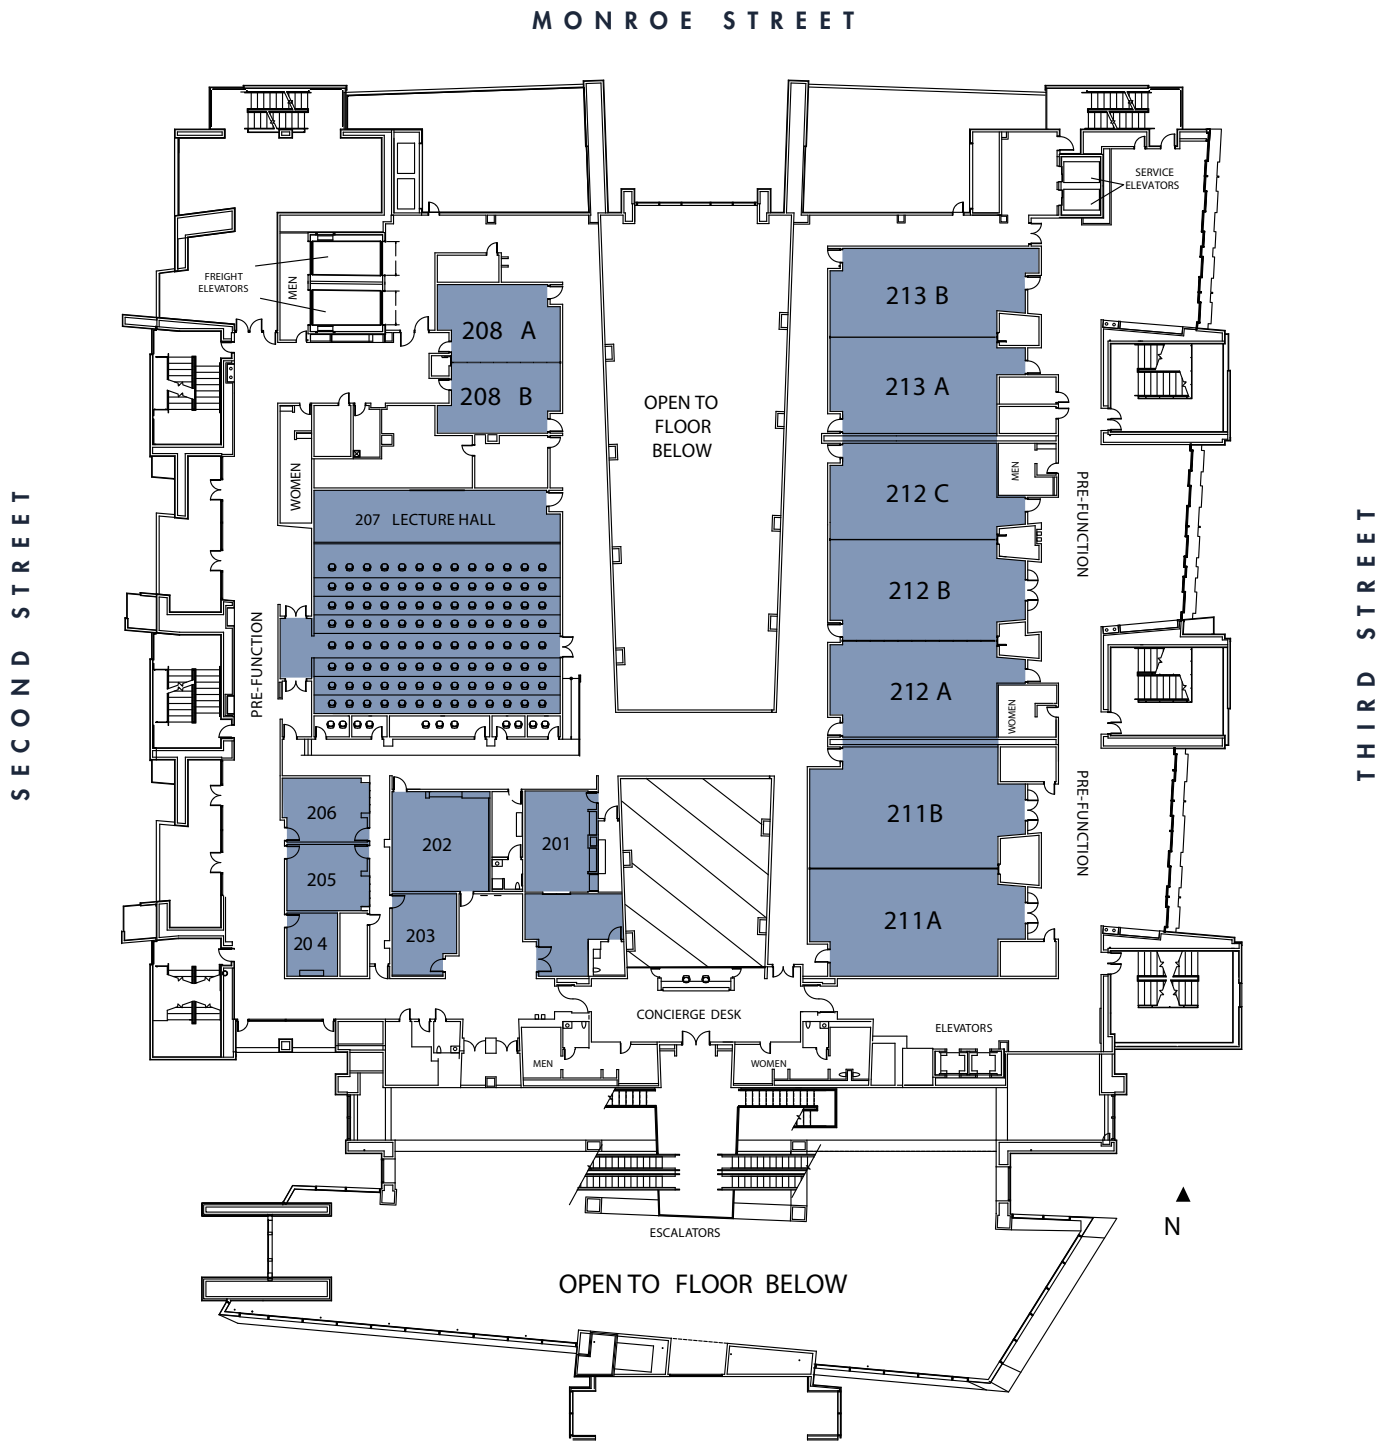 MONROE STREET
SERVICE
ELEVATORS
FREIGHT
ELEVATORS
MEN
213 B
208 A
213 A
208 B
OPEN TO
FLOOR
BELOW
WOMEN
MEN
212 C
PRE-FUNCTION
207 LECTURE HALL
SECOND STREET
THIRD STREET
212 B
PRE-FUNCTION
212 A
WOMEN
206
211B
PRE-FUNCTION
202
201
205
211A
203
20 4
CONCIERGE DESK
ELEVATORS
MEN
WOMEN
N
ESCALATORS
OPEN TO FLOOR BELOW